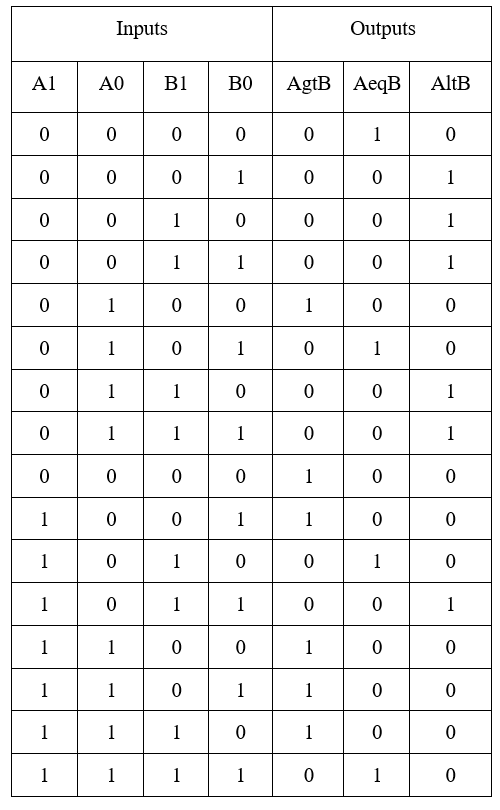 Inputs Outputs
A1 A0 B1 B0 AgtB AeqB AltB
0 0 0 0 0 1 0
0 0 0 1 0 0 1
0 0 1 0 0 0 1
0 0 1 1 0 0 1
0 1 0 0 1 0 0
0 1 0 1 0 1 0
0 1 1 0 0 0 1
0 1 1 1 0 0 1
0 0 0 0 1 0 0
1 0 0 1 1 0 0
1 0 1 0 0 1 0
1 0 1 1 0 0 1
1 1 0 0 1 0 0
1 1 0 1 1 0 0
1 1 1 0 1 0 0
1 1 1 1 0 1 0